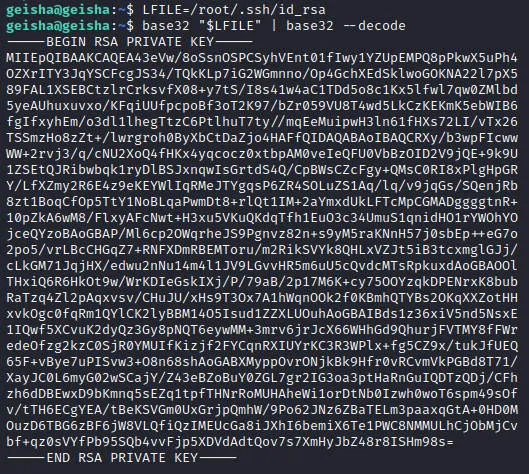 geisha@geisha:~$ LFILE=/root/.ssh/id_rsa
geisha@geisha:~$ base32 "$LFILE" | base32 --decode
-----BEGIN RSA PRIVATE KEY-----
MIIEpQIBAAKCAQEA43eVw/8oSsnOSPCSyhVEnt01fIwy1YZUpEMPQ8pPkwX5uPh4
OZXrITY3JqYSCFcgJS34/TQkKLp7iG2WGmnno/Op4GchXEdSklwoGOKNA22l7pX5
89FAL1XSEBCtzlrCrksvfX08+y7tS/I8s41w4aC1TDd5o8c1Kx5lfwl7qw0ZMlbd
5yeAUhuxuvxo/KFqiUUfpcpoBf3oT2K97/bZr059VU8T4wd5LkCzKEKmK5ebWIB6
fgIfxyhEm/o3dl1lhegTtzC6PtlhuT7ty//mqEeMuipwH3ln61fHXs72LI/vTx26
TSSmzHo8zZt+/lwrgroh0ByXbCtDaZjo4HAFfQIDAQABAoIBAQCRXy/b3wpFIcww
WW+2rvj3/q/cNU2XoQ4fHKx4yqcocz0xtbpAM0veIeQFU0VbBzOID2V9jQE+9k9U
1ZSEtQJRibwbqk1ryDlBSJxnqwIsGrtdS4Q/CpBWsCZcFgy+QMsC0RI8xPlgHpGR
Y/LfXZmy2R6E4z9eKEYWlIqRMeJTYgqsP6ZR4SOLuZS1Aq/lq/v9jqGs/SQenjRb
8zt1BoqCfOp5TtY1NoBLqaPwmDt8+rlQt1IM+2aYmxdUkLFTcMpCGMADggggtnR+
10pZkA6wM8/FlxyAFcNwt+H3xu5VKuQKdqTfh1EuO3c34UmuS1qnidHO1rYWOhYO
jceQYzoBAoGBAP/Ml6cp2OWqrheJS9Pgnvz82n+s9yM5raKNnH57j0sbEp++eG7o
2po5/vrLBcCHGqZ7+RNFXDmRBEMToru/m2RikSVYk8QHLxVZJt5iB3tcxmglGJj/
cLkGM71JqjHX/edwu2nNu14m4l1JV9LGvvHR5m6uU5cQvdcMTsRpkuxdAoGBAOOl
THxiQ6R6HkOt9w/WrKDIeGskIXj/P/79aB/2p17M6K+cy75OOYzqkDPENrxK8bub
RaTzq4Zl2pAqxvsv/CHuJU/xHs9T3Ox7A1hWqnOOk2f0KBmhQTYBs2OKqXXZotHH
xvkOgc0fqRm1QYlCK2lyBBM14O5Isud1ZZXLUOuhAoGBAIBds1z36xiV5nd5NsxE
1IQwf5XCvuK2dyQz3Gy8pNQT6eywMM+3mrv6jrJcX66WHhGd9QhurjFVTMY8fFWr
edeOfzg2kzC0SjR0YMUIfKizjf2FYCqnRXIUYrKC3R3WPlx+fg5CZ9x/tukJfUEQ
65F+vBye7uPISvw3+O8n68shAoGABXMyppOvrONjkBk9Hfr0vRCvmVkPGBd8T71/
XayJC0L6myG02wSCajY/Z43eBZoBuY0ZGL7gr2IG3oa3ptHaRnGuIQDTzQDj/CFh
zh6dDBEwxD9bKmnq5sEZq1tpfTHNrRoMUHAheWi1orDtNb0Izwh0woT6spm49sOf
v/tTH6ECgYEA/tBeKSVGm0UxGrjpQmhW/9Po62JNz6ZBaTELm3paaxqGtA+0HD0M
OuzD6TBG6zBF6jW8VLQfiQzIMEUcGa8iJXhI6bemiX6Te1PWC8NMMULhCjObMjCv
bf+qz0sVYfPb95SQb4vvFjp5XDVdAdtQov7s7XmHyJbZ48r8ISHm98s=
-----END RSA PRIVATE KEY-----